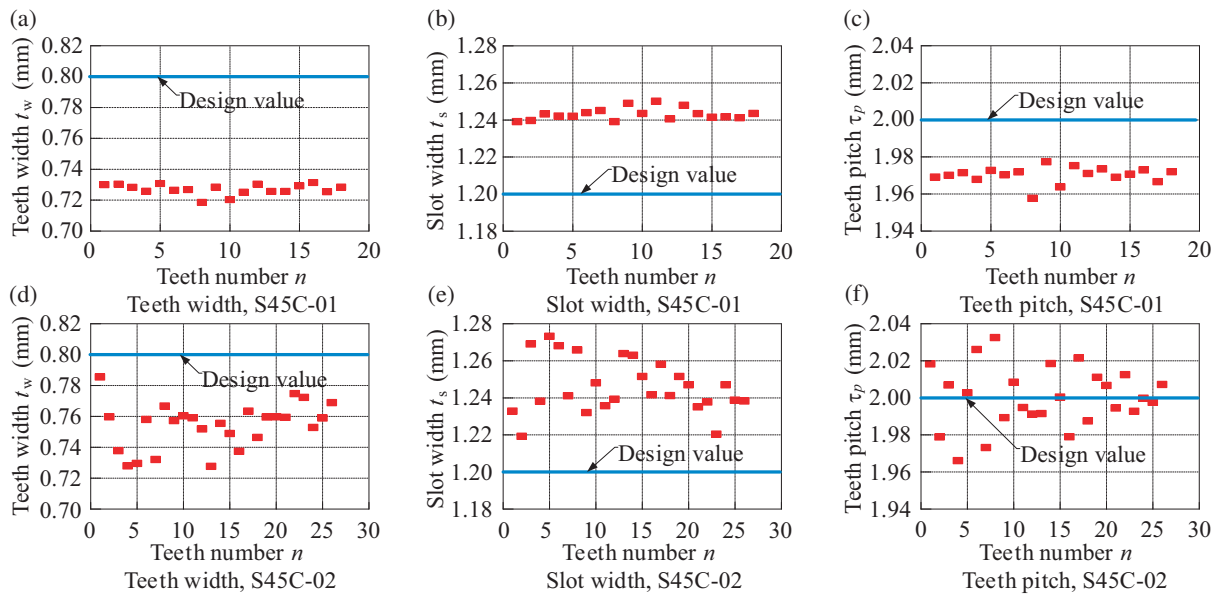 (a)
0.82
0.80
0.78
0.76
0.74
0.72
0.70
0
5
10
15
20
Teeth width t_w (mm)
Design value
Teeth number n
Teeth width, S45C-01
(b)
1.28
1.26
1.24
1.22
1.20
1.18
0
5
10
15
20
Slot width t_s (mm)
Design value
Teeth number n
Slot width, S45C-01
(c)
2.04
2.02
2.00
1.98
1.96
1.94
0
5
10
15
20
Teeth pitch τ_p (mm)
Design value
Teeth number n
Teeth pitch, S45C-01
(d)
0.82
0.80
0.78
0.76
0.74
0.72
0.70
0
5
10
15
20
25
30
Teeth width t_w (mm)
Design value
Teeth number n
Teeth width, S45C-02
(e)
1.28
1.26
1.24
1.22
1.20
1.18
0
5
10
15
20
25
30
Slot width t_s (mm)
Design value
Teeth number n
Slot width, S45C-02
(f)
2.04
2.02
2.00
1.98
1.96
1.94
0
5
10
15
20
25
30
Teeth pitch τ_p (mm)
Design value
Teeth number n
Teeth pitch, S45C-02